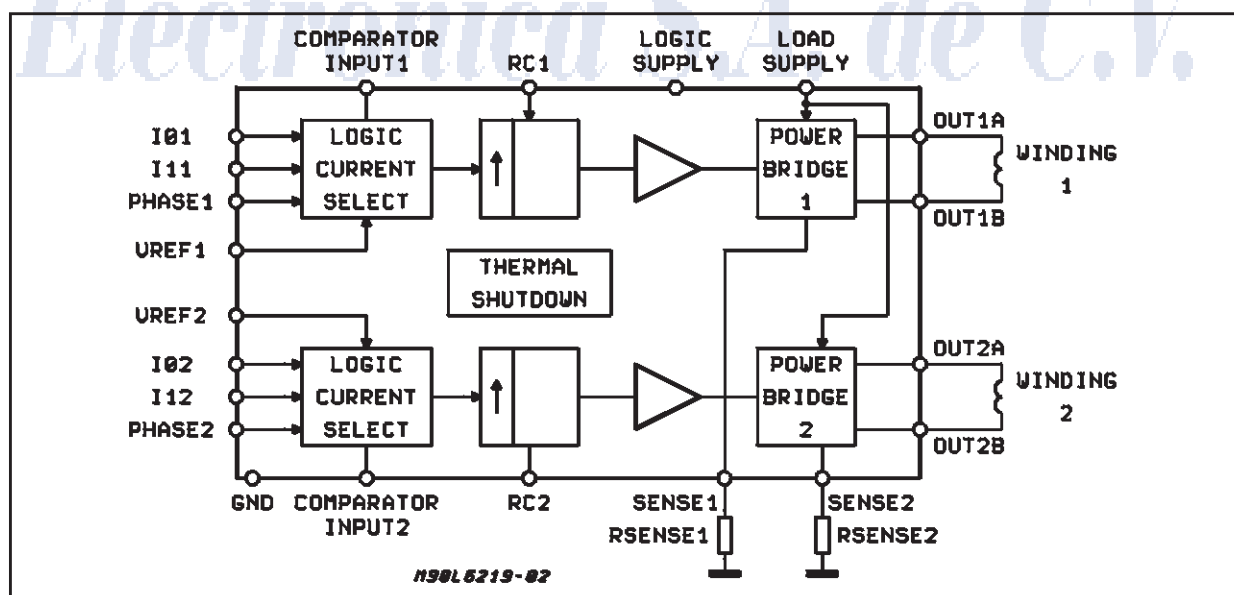 Electronica S.A. de C.V.
COMPARATOR
INPUT1
RC1
LOGIC
SUPPLY
LOAD
SUPPLY
I01
I11
PHASE1
VREF1
LOGIC
CURRENT
SELECT
POWER
BRIDGE
1
OUT1A
OUT1B
WINDING
1
THERMAL
SHUTDOWN
VREF2
I02
I12
PHASE2
LOGIC
CURRENT
SELECT
POWER
BRIDGE
2
OUT2A
OUT2B
WINDING
2
GND
COMPARATOR
INPUT2
RC2
SENSE1
RSENSE1
SENSE2
RSENSE2
M90L6219-02